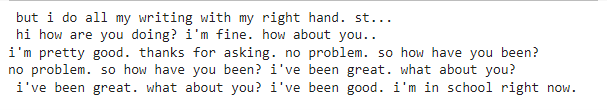 but i do all my writing with my right hand. st...
hi how are you doing? i'm fine. how about you..
i'm pretty good. thanks for asking. no problem. so how have you been?
no problem. so how have you been? i've been great. what about you?
i've been great. what about you? i've been good. i'm in school right now.